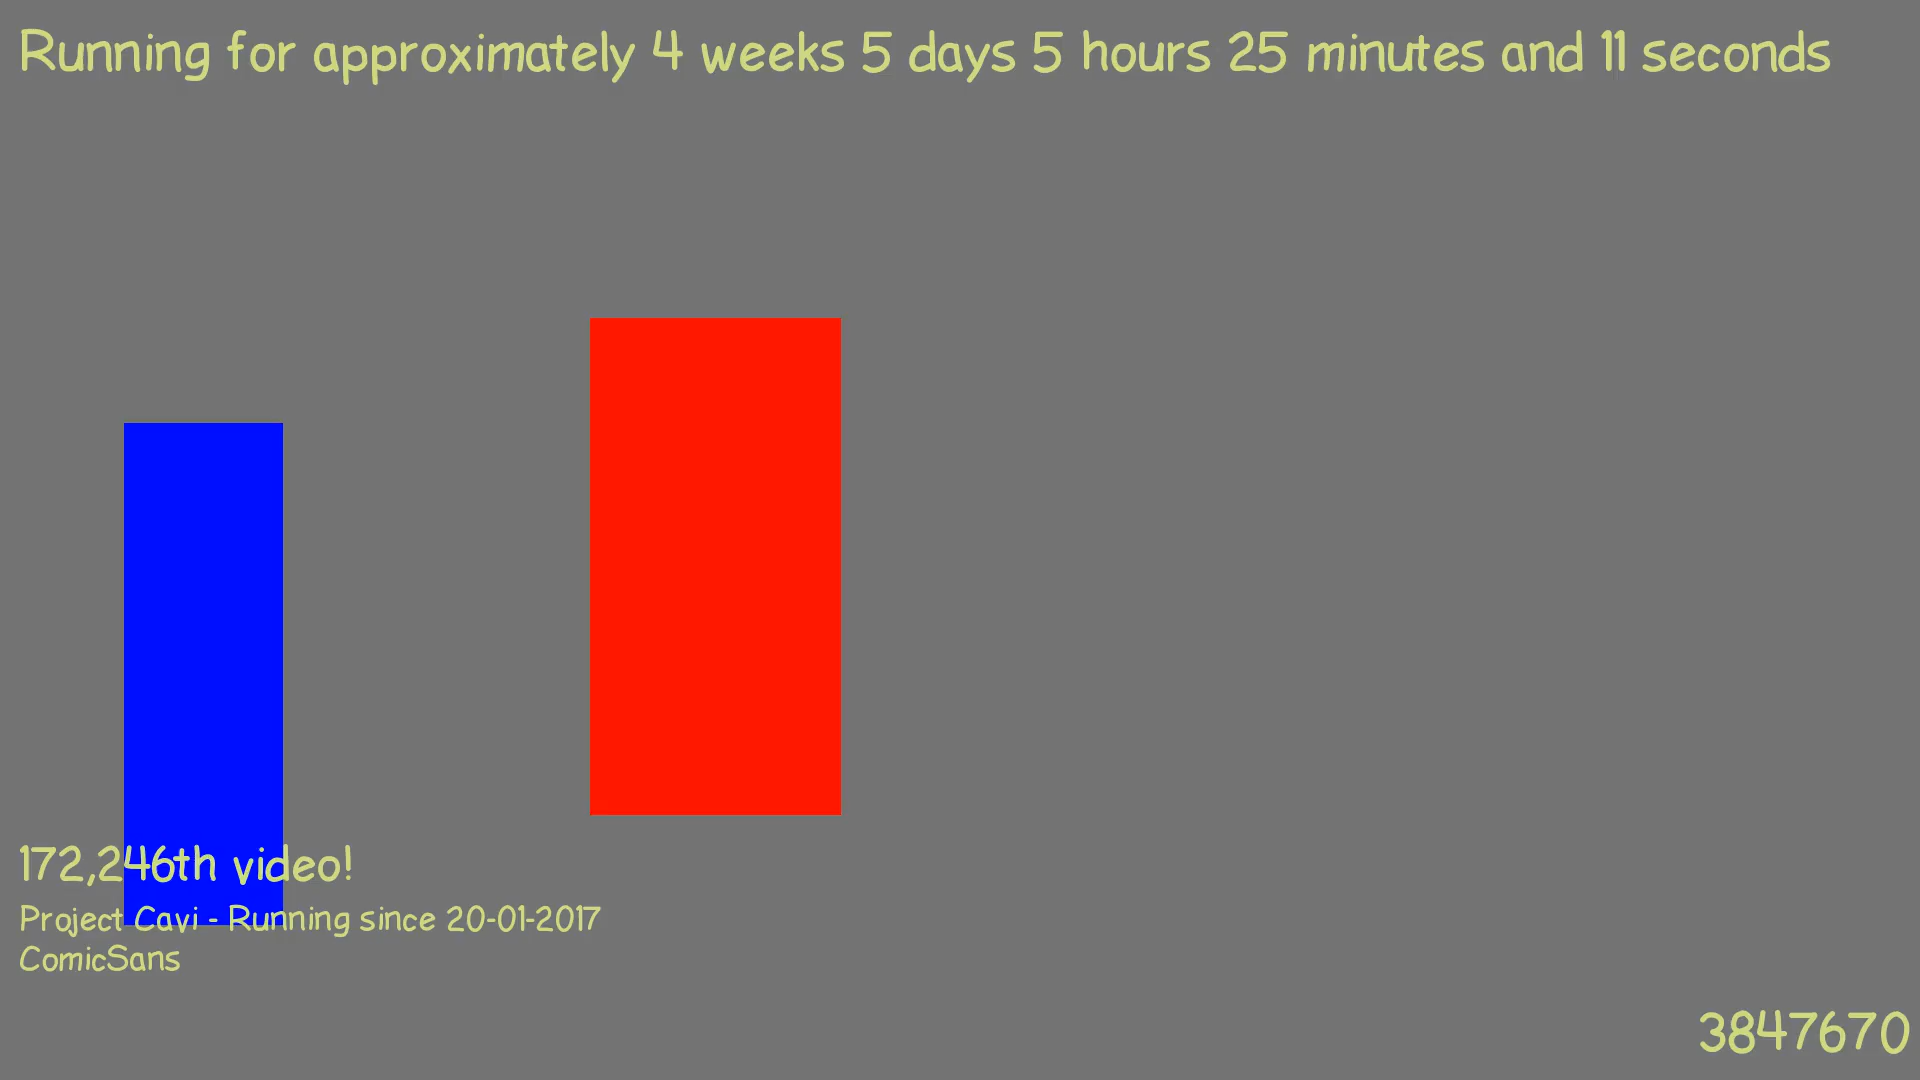 Running for approximately 4 weeks 5 days 5 hours 25 minutes and 11 seconds
172,246th video!
Project Cavi - Running since 20-01-2017
ComicSans
3847670